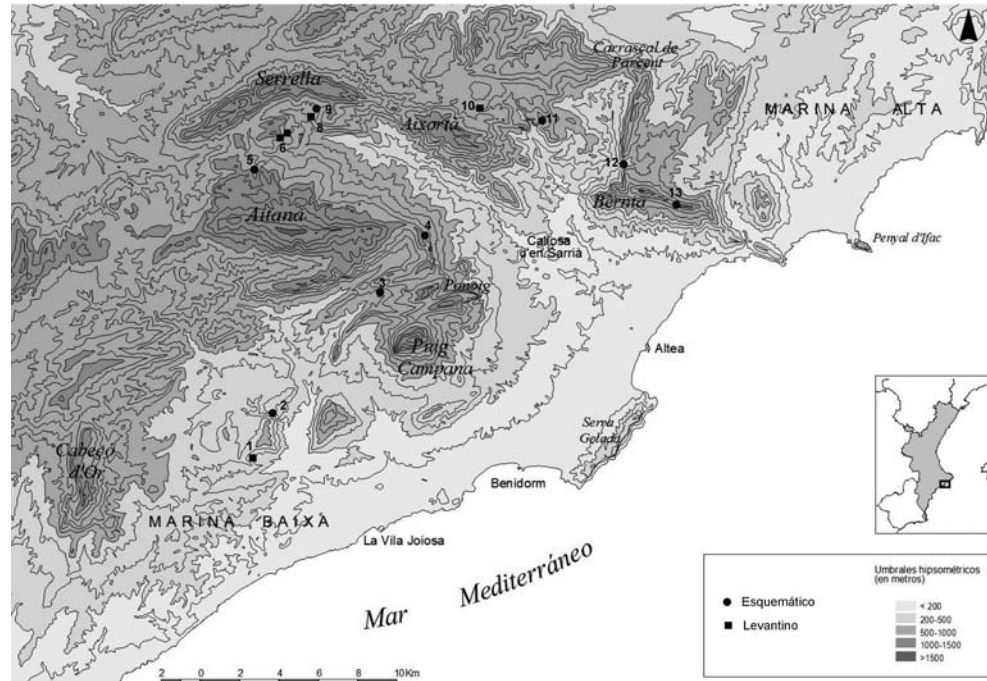 Carrascal de
Parcent
Serrella
MARINA ALTA
9
10
8
11
Aixorta
7
6
12
5
Bèrnia
13
Aitana
4
Callosa
d'en Sarrià
Penyal d'Ifac
3
Ponoig
Puig
Campana
Altea
2
Serra
Gelada
1
Cabeçó
d'Or
Benidorm
MARINA BAIXA
La Vila Joiosa
Mar Mediterráneo
Umbrales hipsométricos
(en metros)
Esquemático
Levantino
< 200
200-500
500-1000
1000-1500
>1500
2 0 2 4 6 8 10Km